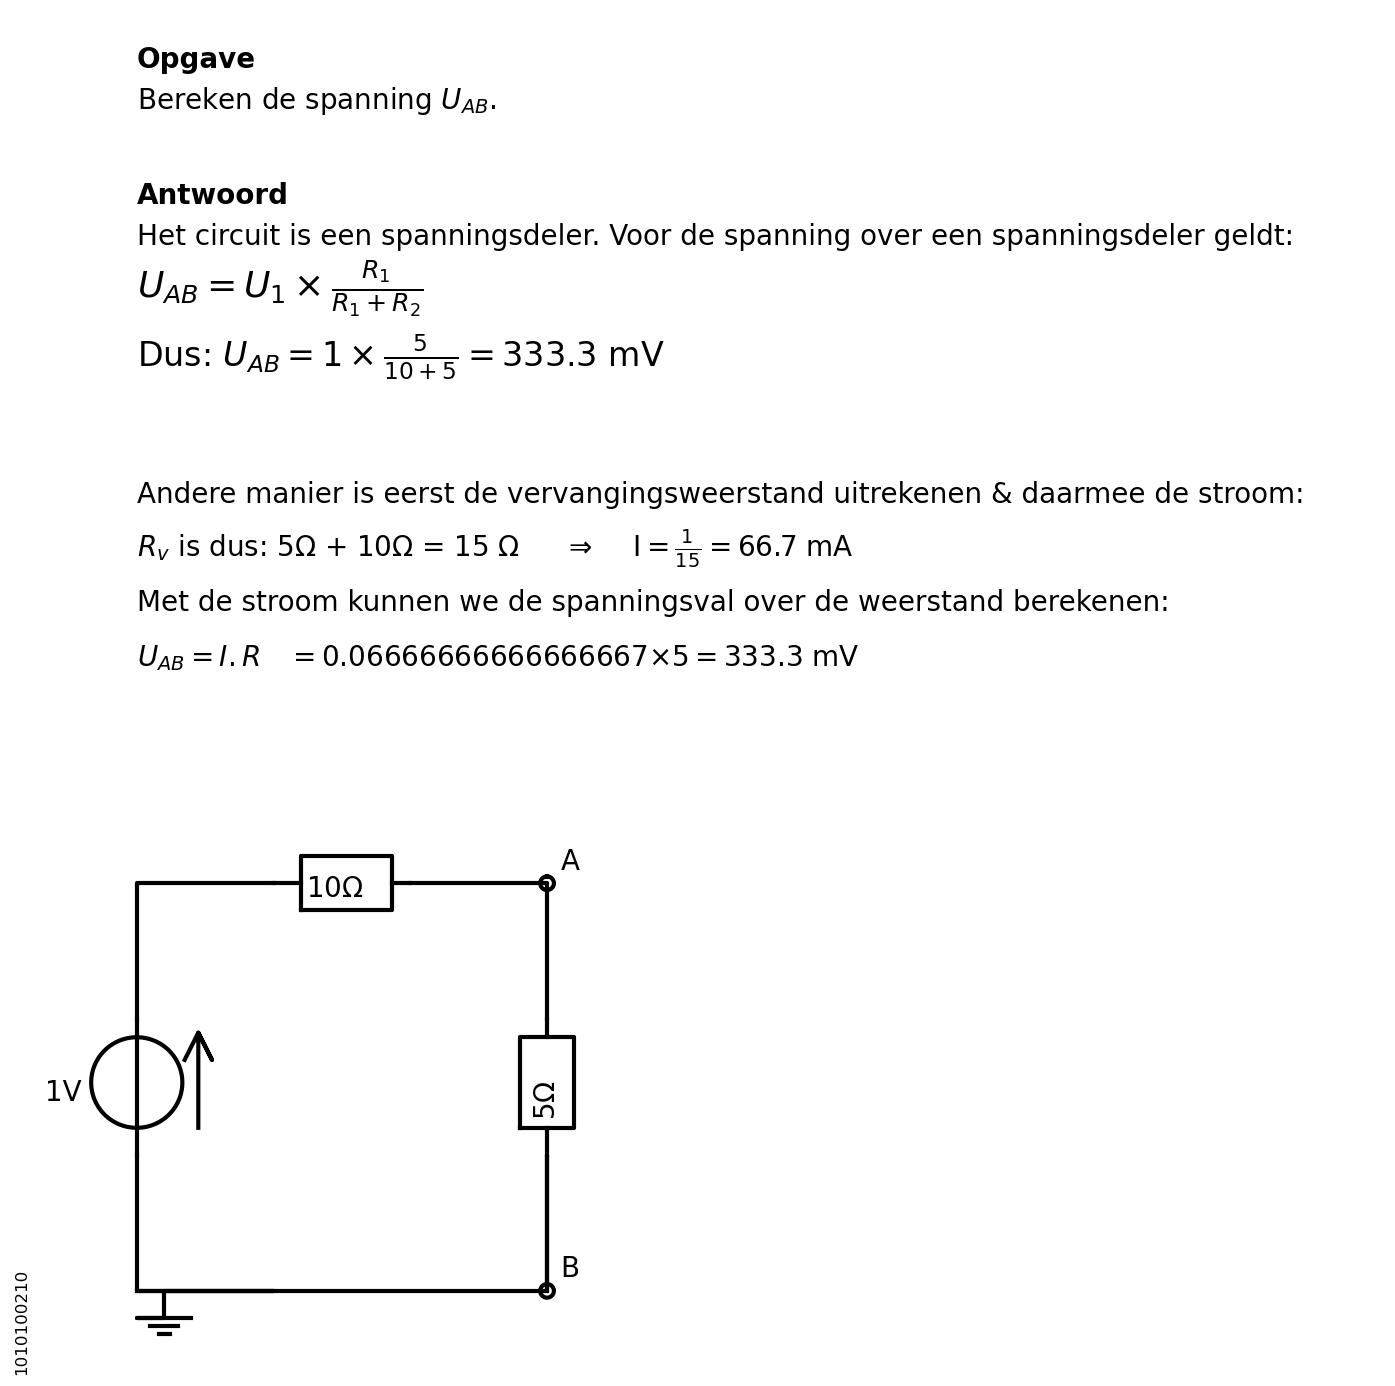 Opgave
Bereken de spanning U_{AB}.
Antwoord
Het circuit is een spanningsdeler. Voor de spanning over een spanningsdeler geldt:
U_{AB} = U_1 × \frac{R_1}{R_1 + R_2}
Dus: U_{AB} = 1 × \frac{5}{10 + 5} = 333.3 mV
Andere manier is eerst de vervangingsweerstand uitrekenen & daarmee de stroom:
R_v is dus: 5Ω + 10Ω = 15 Ω ⇒ I = \frac{1}{15} = 66.7 mA
Met de stroom kunnen we de spanningsval over de weerstand berekenen:
U_{AB} = I.R = 0.06666666666666667×5 = 333.3 mV
A
10Ω
1V
5Ω
B
1010100210